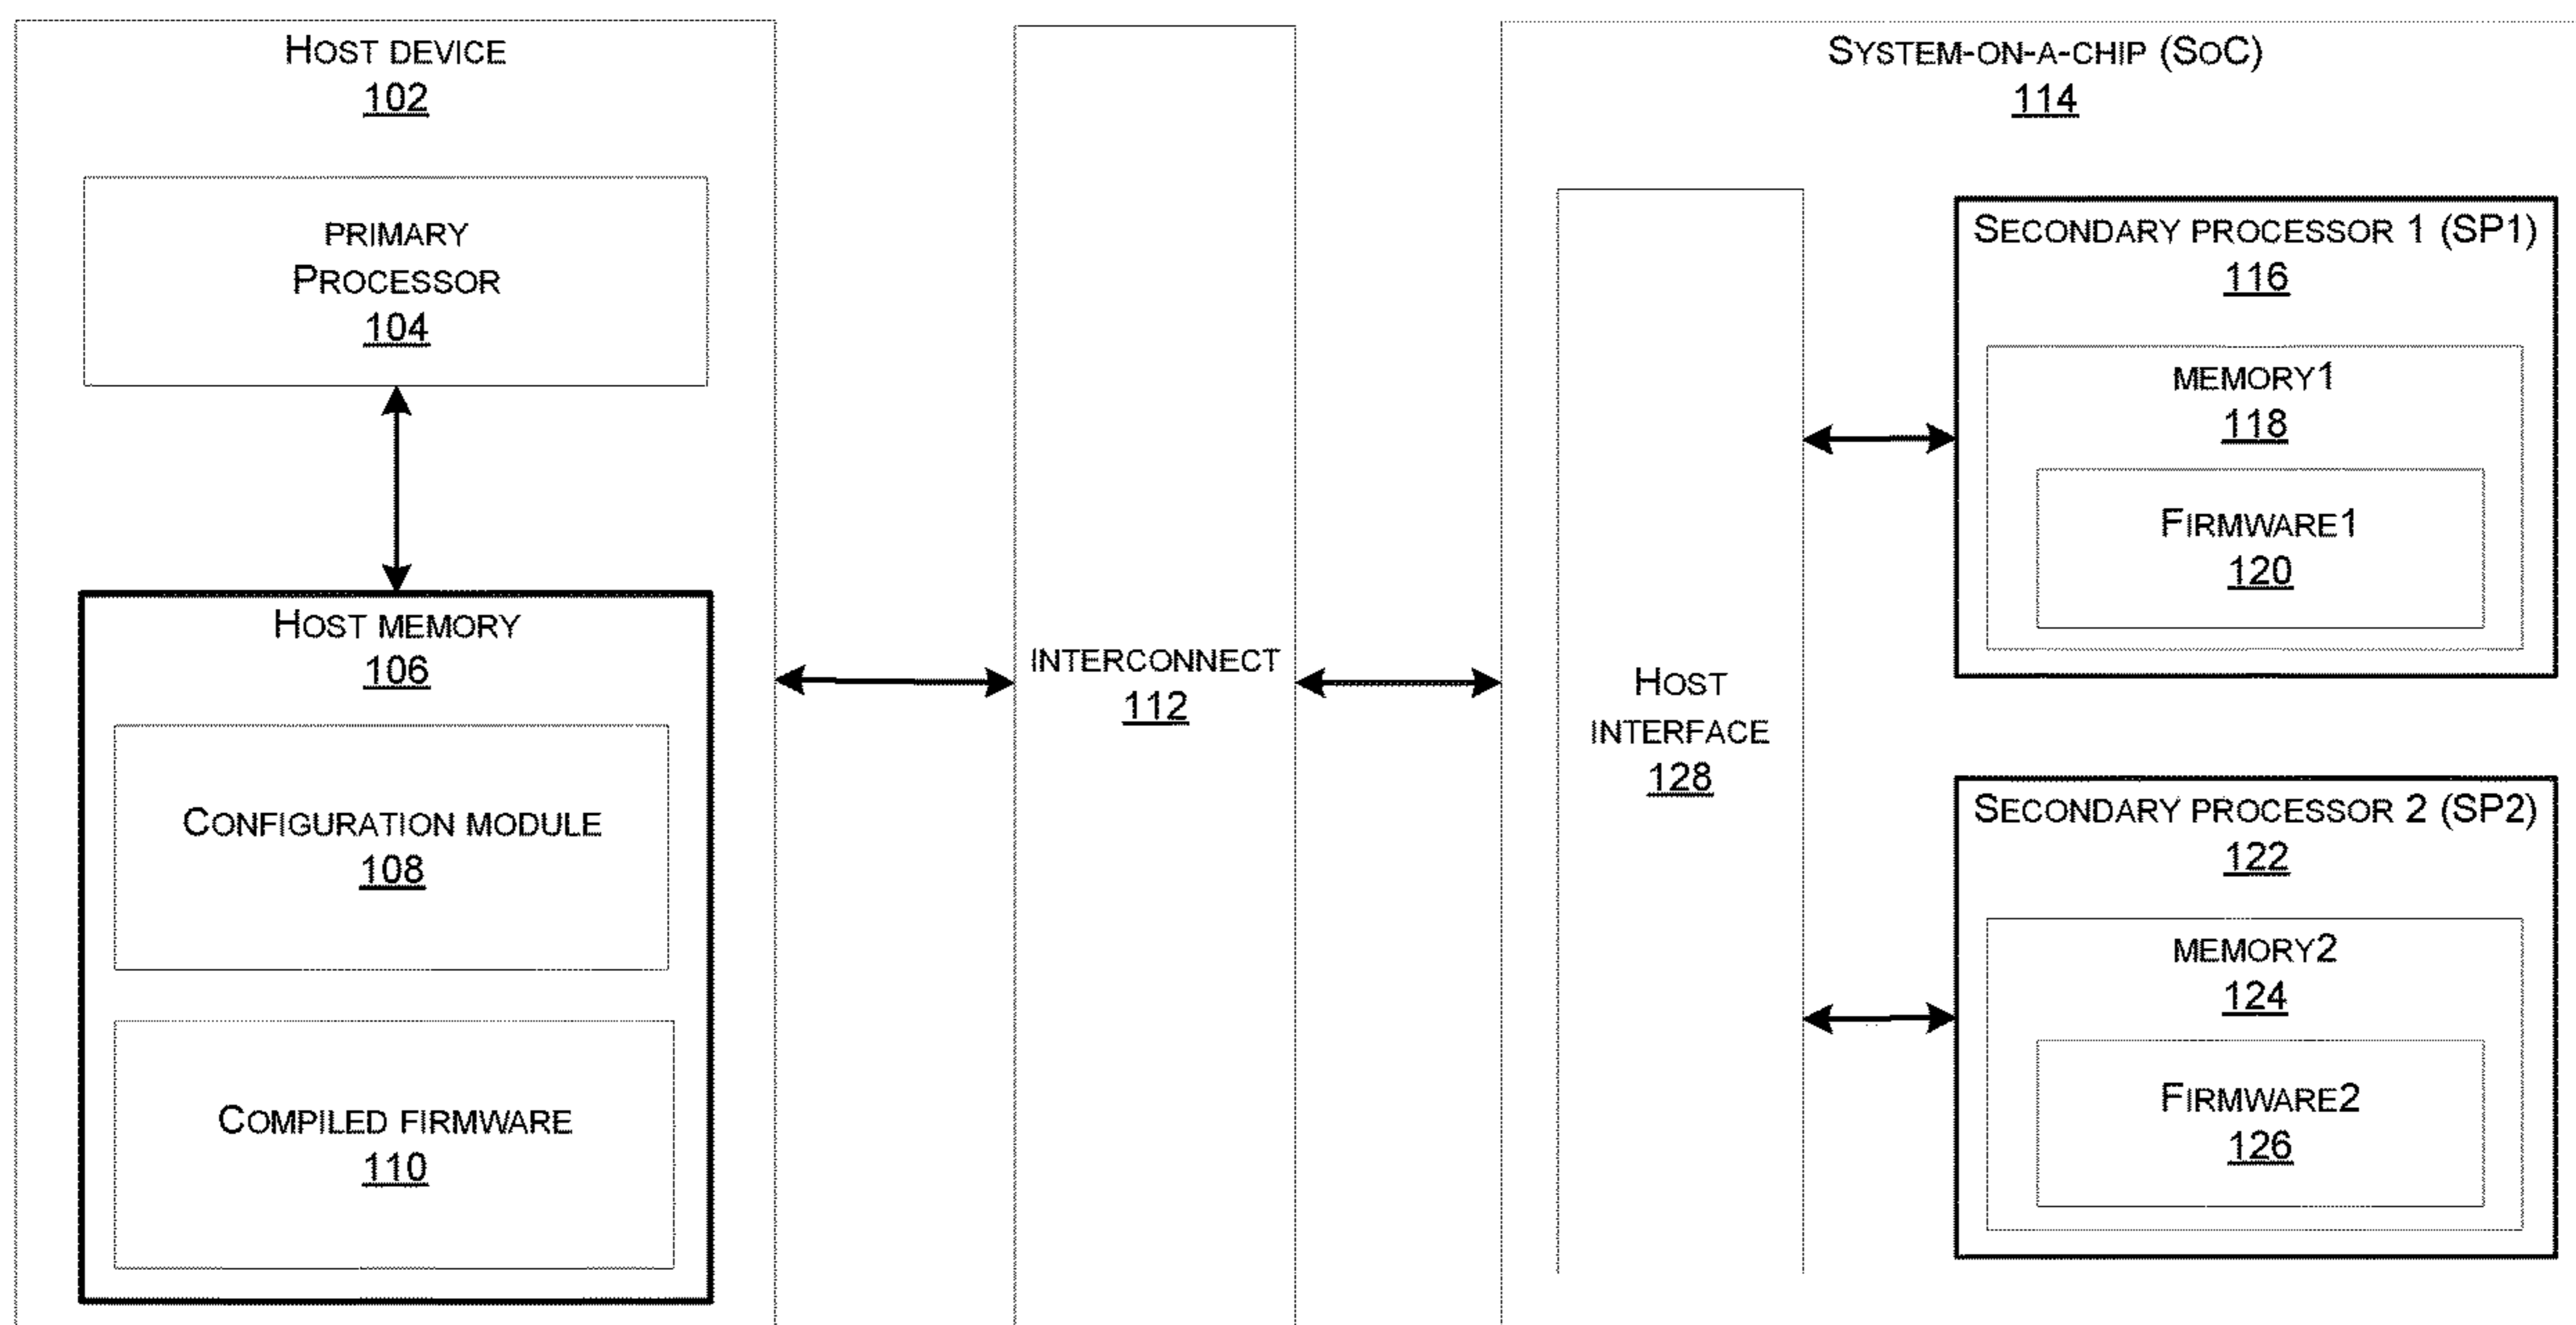 HOST DEVICE
102
PRIMARY
PROCESSOR
104
HOST MEMORY
106
CONFIGURATION MODULE
108
COMPILED FIRMWARE
110
INTERCONNECT
112
SYSTEM-ON-A-CHIP (SOC)
114
HOST
INTERFACE
128
SECONDARY PROCESSOR 1 (SP1)
116
MEMORY1
118
FIRMWARE1
120
SECONDARY PROCESSOR 2 (SP2)
122
MEMORY2
124
FIRMWARE2
126